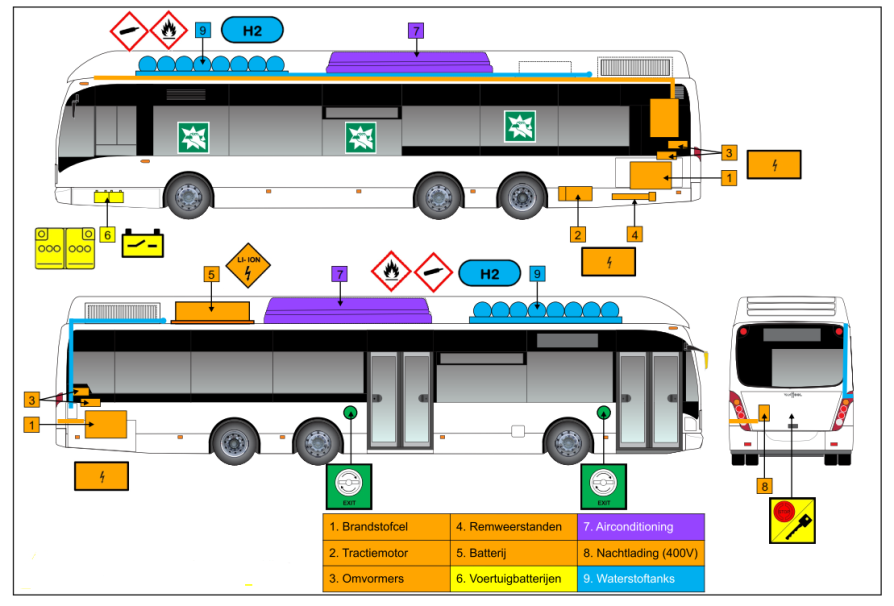 9
H2
7
3
1
6
2
4
LI- ION
5
7
H2
9
3
1
8
EXIT
EXIT
STOP
1. Brandstofcel
4. Remweerstanden
7. Airconditioning
2. Tractiemotor
5. Batterij
8. Nachtlading (400V)
3. Omvormers
6. Voertuigbatterijen
9. Waterstoftanks